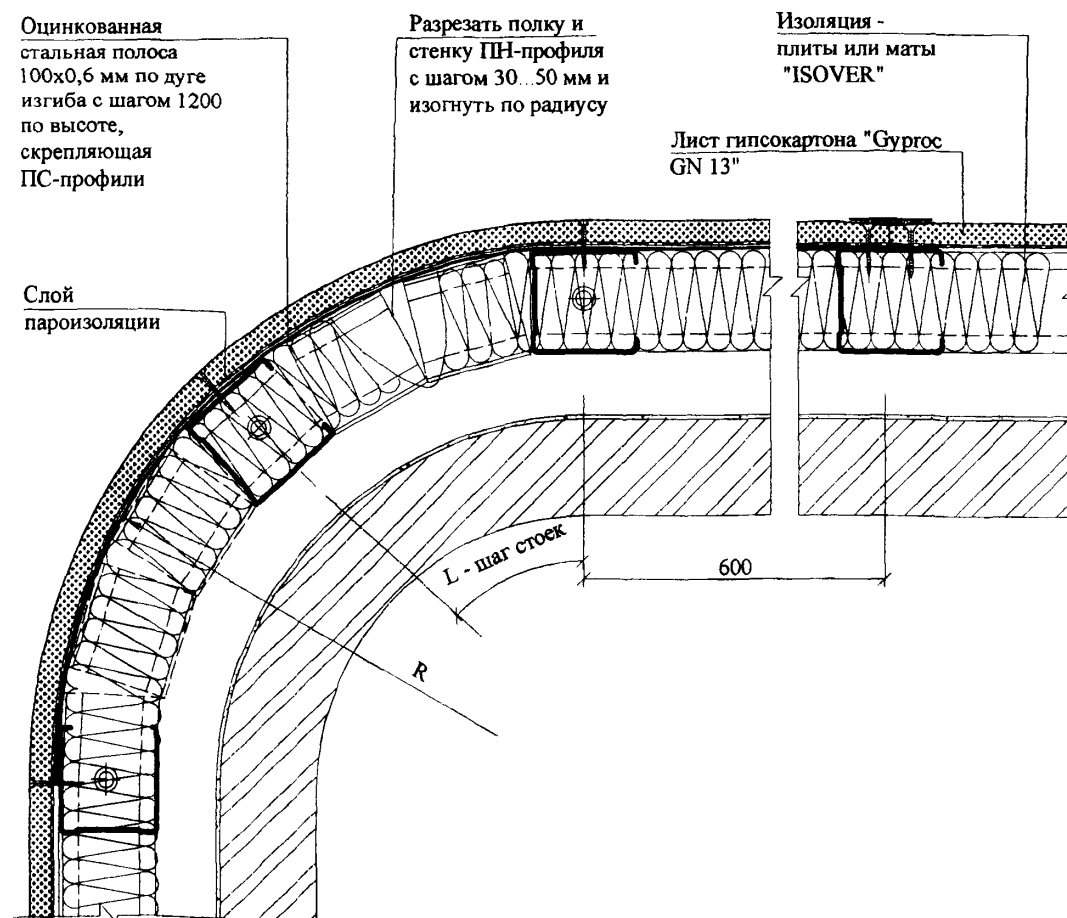 Оцинкованная
стальная полоса
100х0,6 мм по дуге
изгиба с шагом 1200
по высоте,
скрепляющая
ПС-профили
Разрезать полку и
стенку ПН-профиля
с шагом 30...50 мм и
изогнуть по радиусу
Изоляция -
плиты или маты
"ISOVER"
Лист гипсокартона "Gyproc
GN 13"
Слой
пароизоляции
L - шаг стоек
600
R